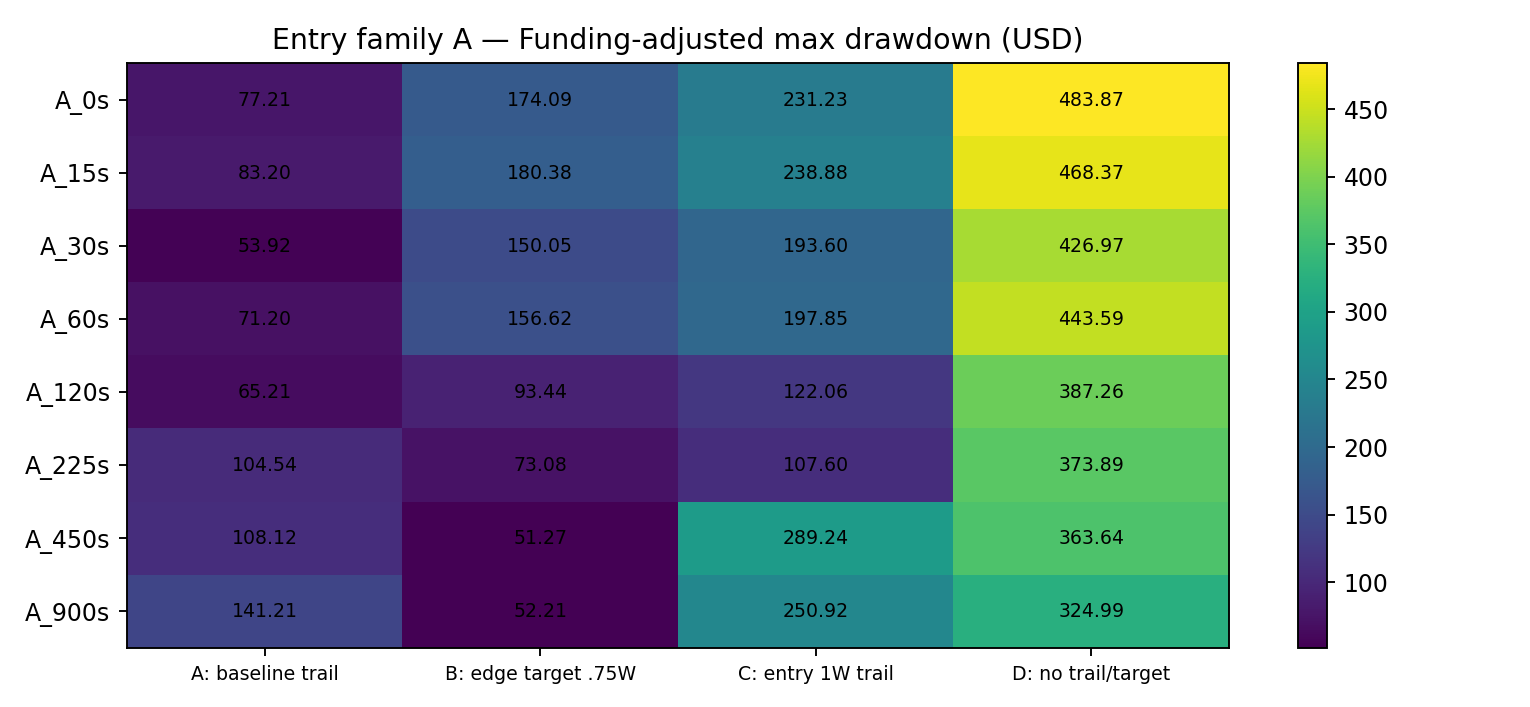 Entry family A — Funding-adjusted max drawdown (USD)
A_0s 77.21 174.09 231.23 483.87
A_15s 83.20 180.38 238.88 468.37
A_30s 53.92 150.05 193.60 426.97
A_60s 71.20 156.62 197.85 443.59
A_120s 65.21 93.44 122.06 387.26
A_225s 104.54 73.08 107.60 373.89
A_450s 108.12 51.27 289.24 363.64
A_900s 141.21 52.21 250.92 324.99
A: baseline trail B: edge target .75W C: entry 1W trail D: no trail/target
450
400
350
300
250
200
150
100